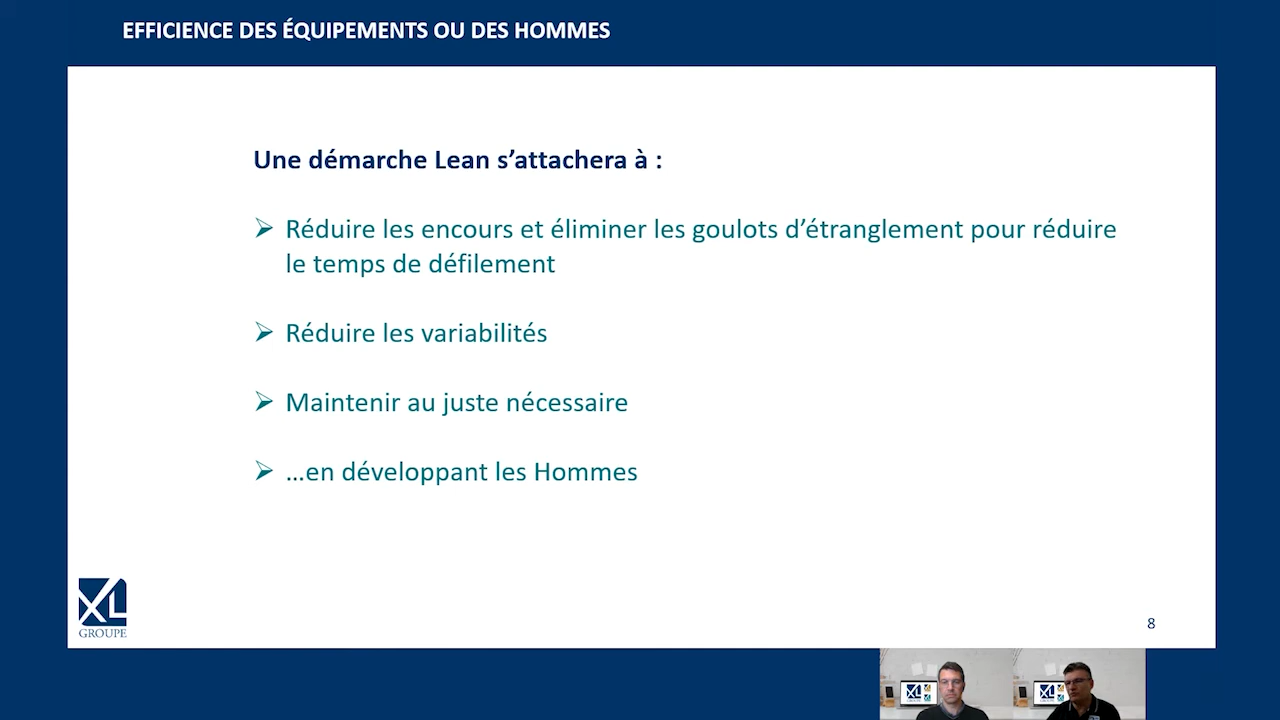 EFFICIENCE DES ÉQUIPEMENTS OU DES HOMMES
Une démarche Lean s’attachera à :
Réduire les encours et éliminer les goulots d’étranglement pour réduire
le temps de défilement
Réduire les variabilités
Maintenir au juste nécessaire
…en développant les Hommes
XL
GROUPE
8
XL
XL